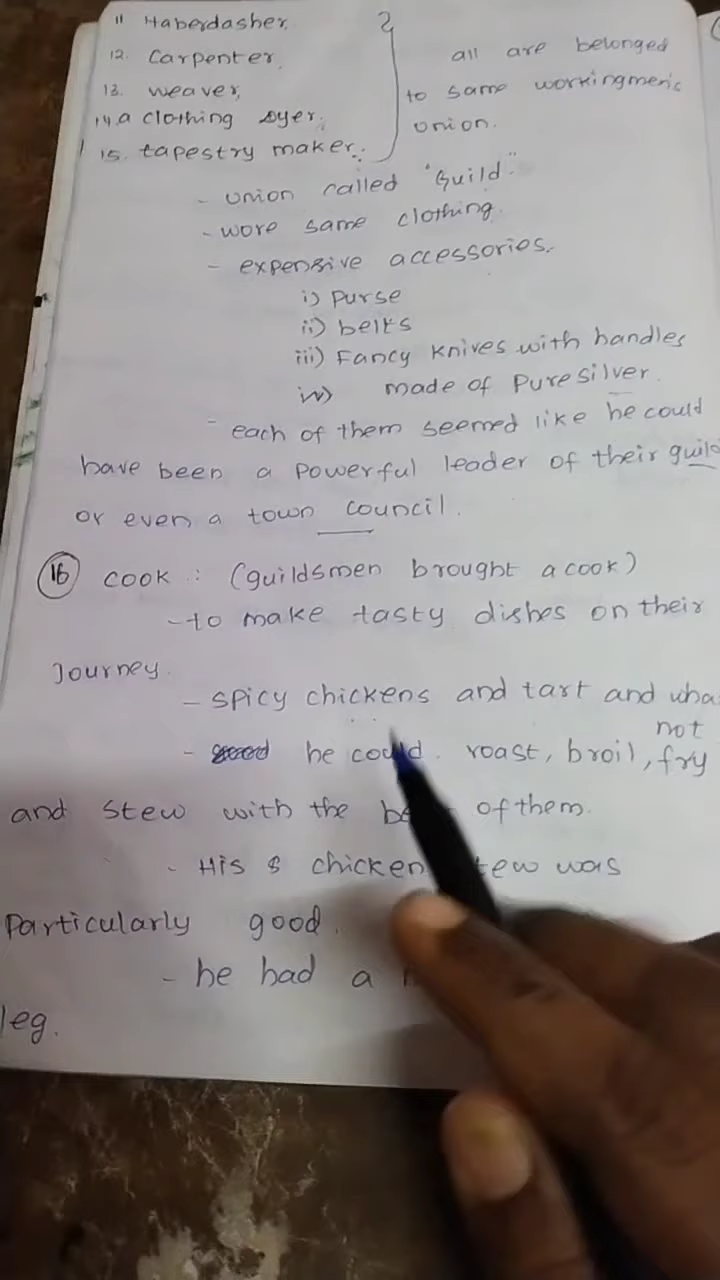 11 Haberdasher.
12. Carpenter.
13. weaver,
14. a clothing Dyer.
15. tapestry maker.
all are belonged
to same workingmen's
union.
- union called "Guild."
- wore same clothing.
- expensive accessories.
i) purse
ii) belts
iii) Fancy knives with handles
iv) made of Pure silver.
- each of them seemed like he could
have been a powerful leader of their guild
or even a town council.
16 COOK : (guildsmen brought a cook)
- to make tasty dishes on their
Journey.
- spicy chickens and tart and wha
not
- he could. roast, broil, fry
and stew with the of them.
- His chicken was
Particularly good.
- he had a
leg.